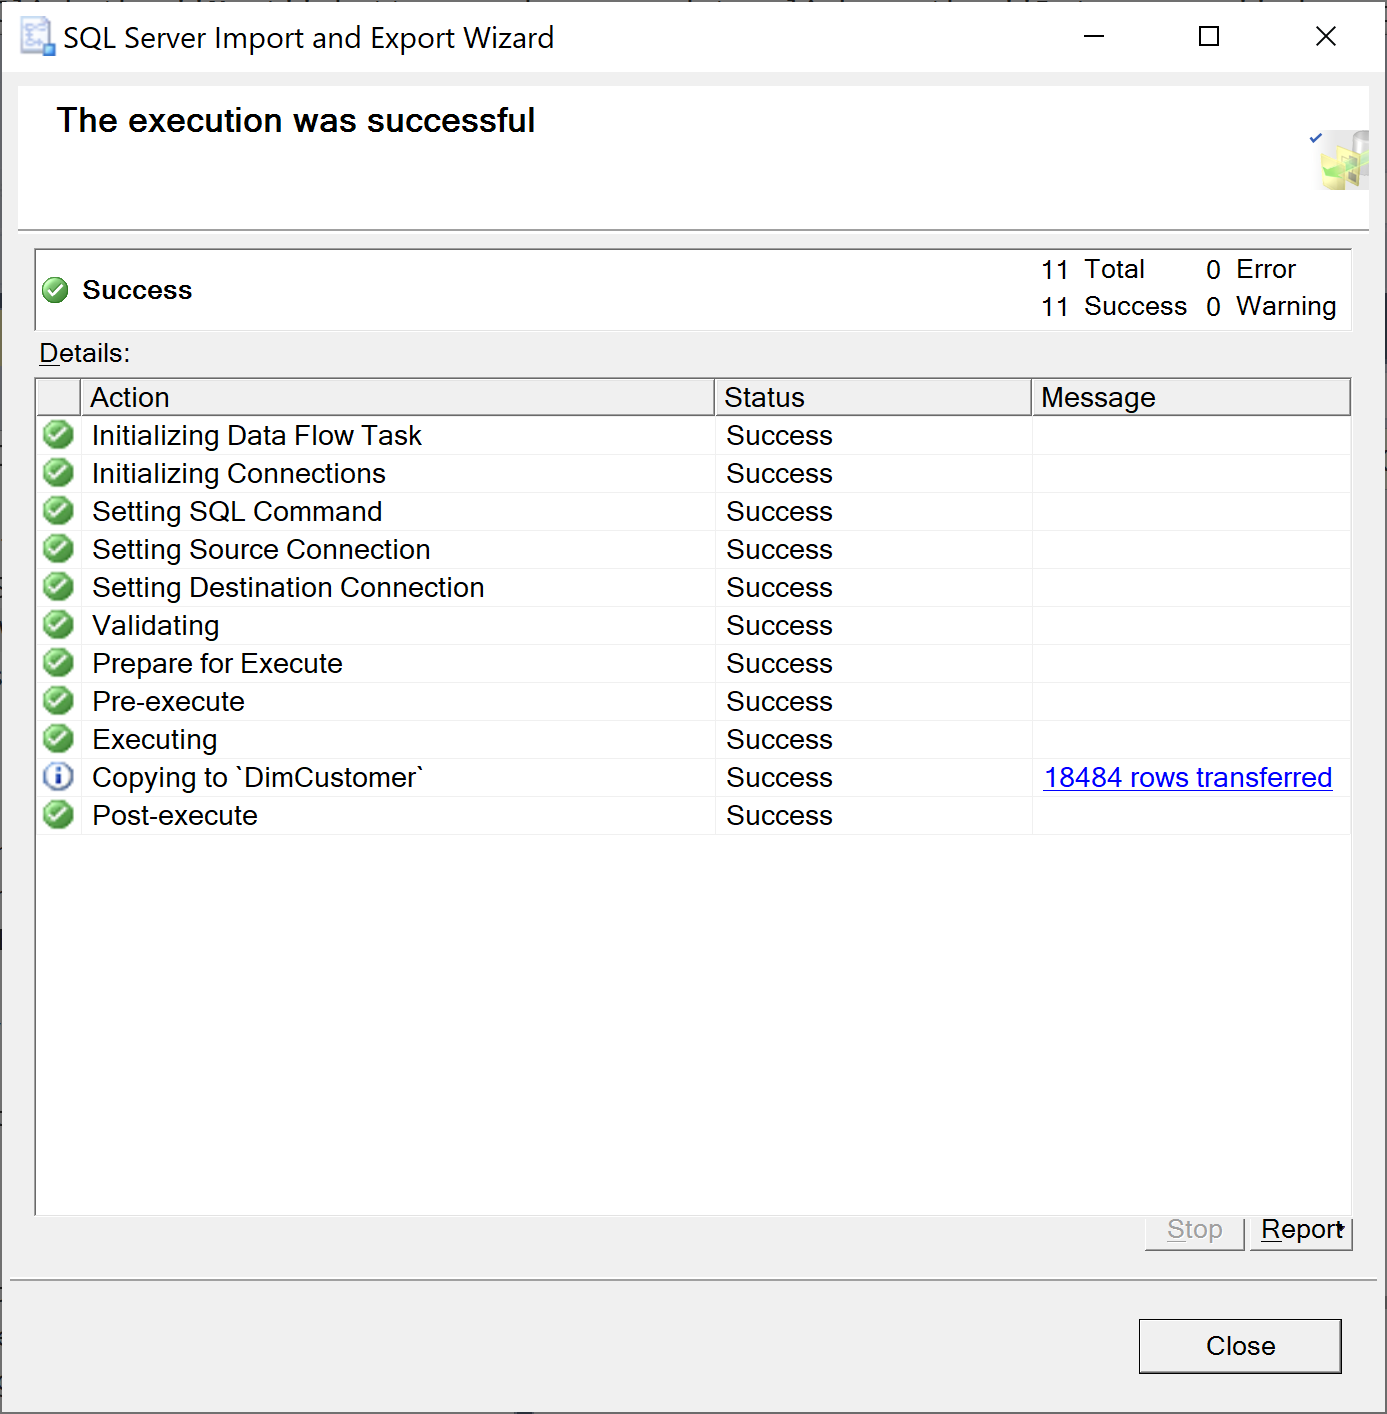 SQL Server Import and Export Wizard
The execution was successful
Success
11 Total 0 Error
11 Success 0 Warning
Details:
Action Status Message
Initializing Data Flow Task Success
Initializing Connections Success
Setting SQL Command Success
Setting Source Connection Success
Setting Destination Connection Success
Validating Success
Prepare for Execute Success
Pre-execute Success
Executing Success
Copying to `DimCustomer` Success 18484 rows transferred
Post-execute Success
Stop Report
Close